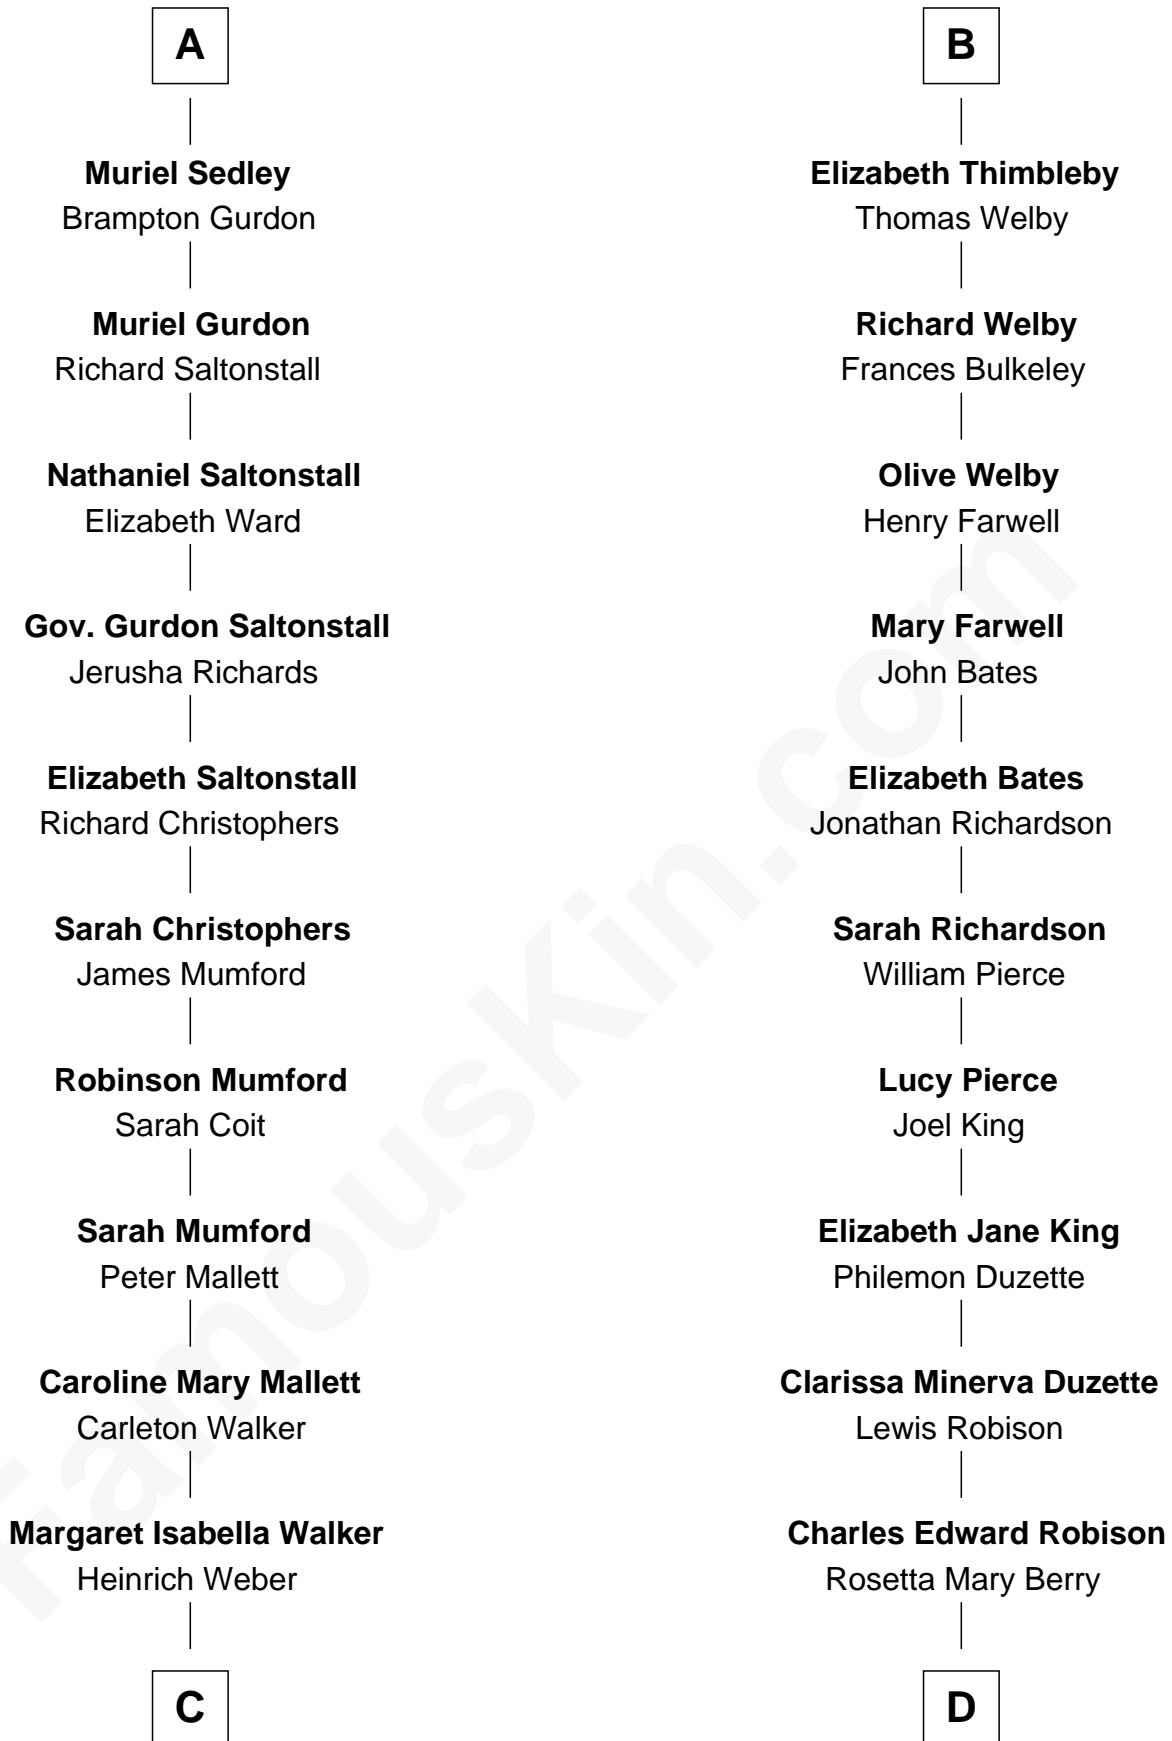 A
Muriel Sedley
Brampton Gurdon
Muriel Gurdon
Richard Saltonstall
Nathaniel Saltonstall
Elizabeth Ward
Gov. Gurdon Saltonstall
Jerusha Richards
Elizabeth Saltonstall
Richard Christophers
Sarah Christophers
James Mumford
Robinson Mumford
Sarah Coit
Sarah Mumford
Peter Mallett
Caroline Mary Mallett
Carleton Walker
Margaret Isabella Walker
Heinrich Weber
C
B
Elizabeth Thimbleby
Thomas Welby
Richard Welby
Frances Bulkeley
Olive Welby
Henry Farwell
Mary Farwell
John Bates
Elizabeth Bates
Jonathan Richardson
Sarah Richardson
William Pierce
Lucy Pierce
Joel King
Elizabeth Jane King
Philemon Duzette
Clarissa Minerva Duzette
Lewis Robison
Charles Edward Robison
Rosetta Mary Berry
D
FamousKin.com